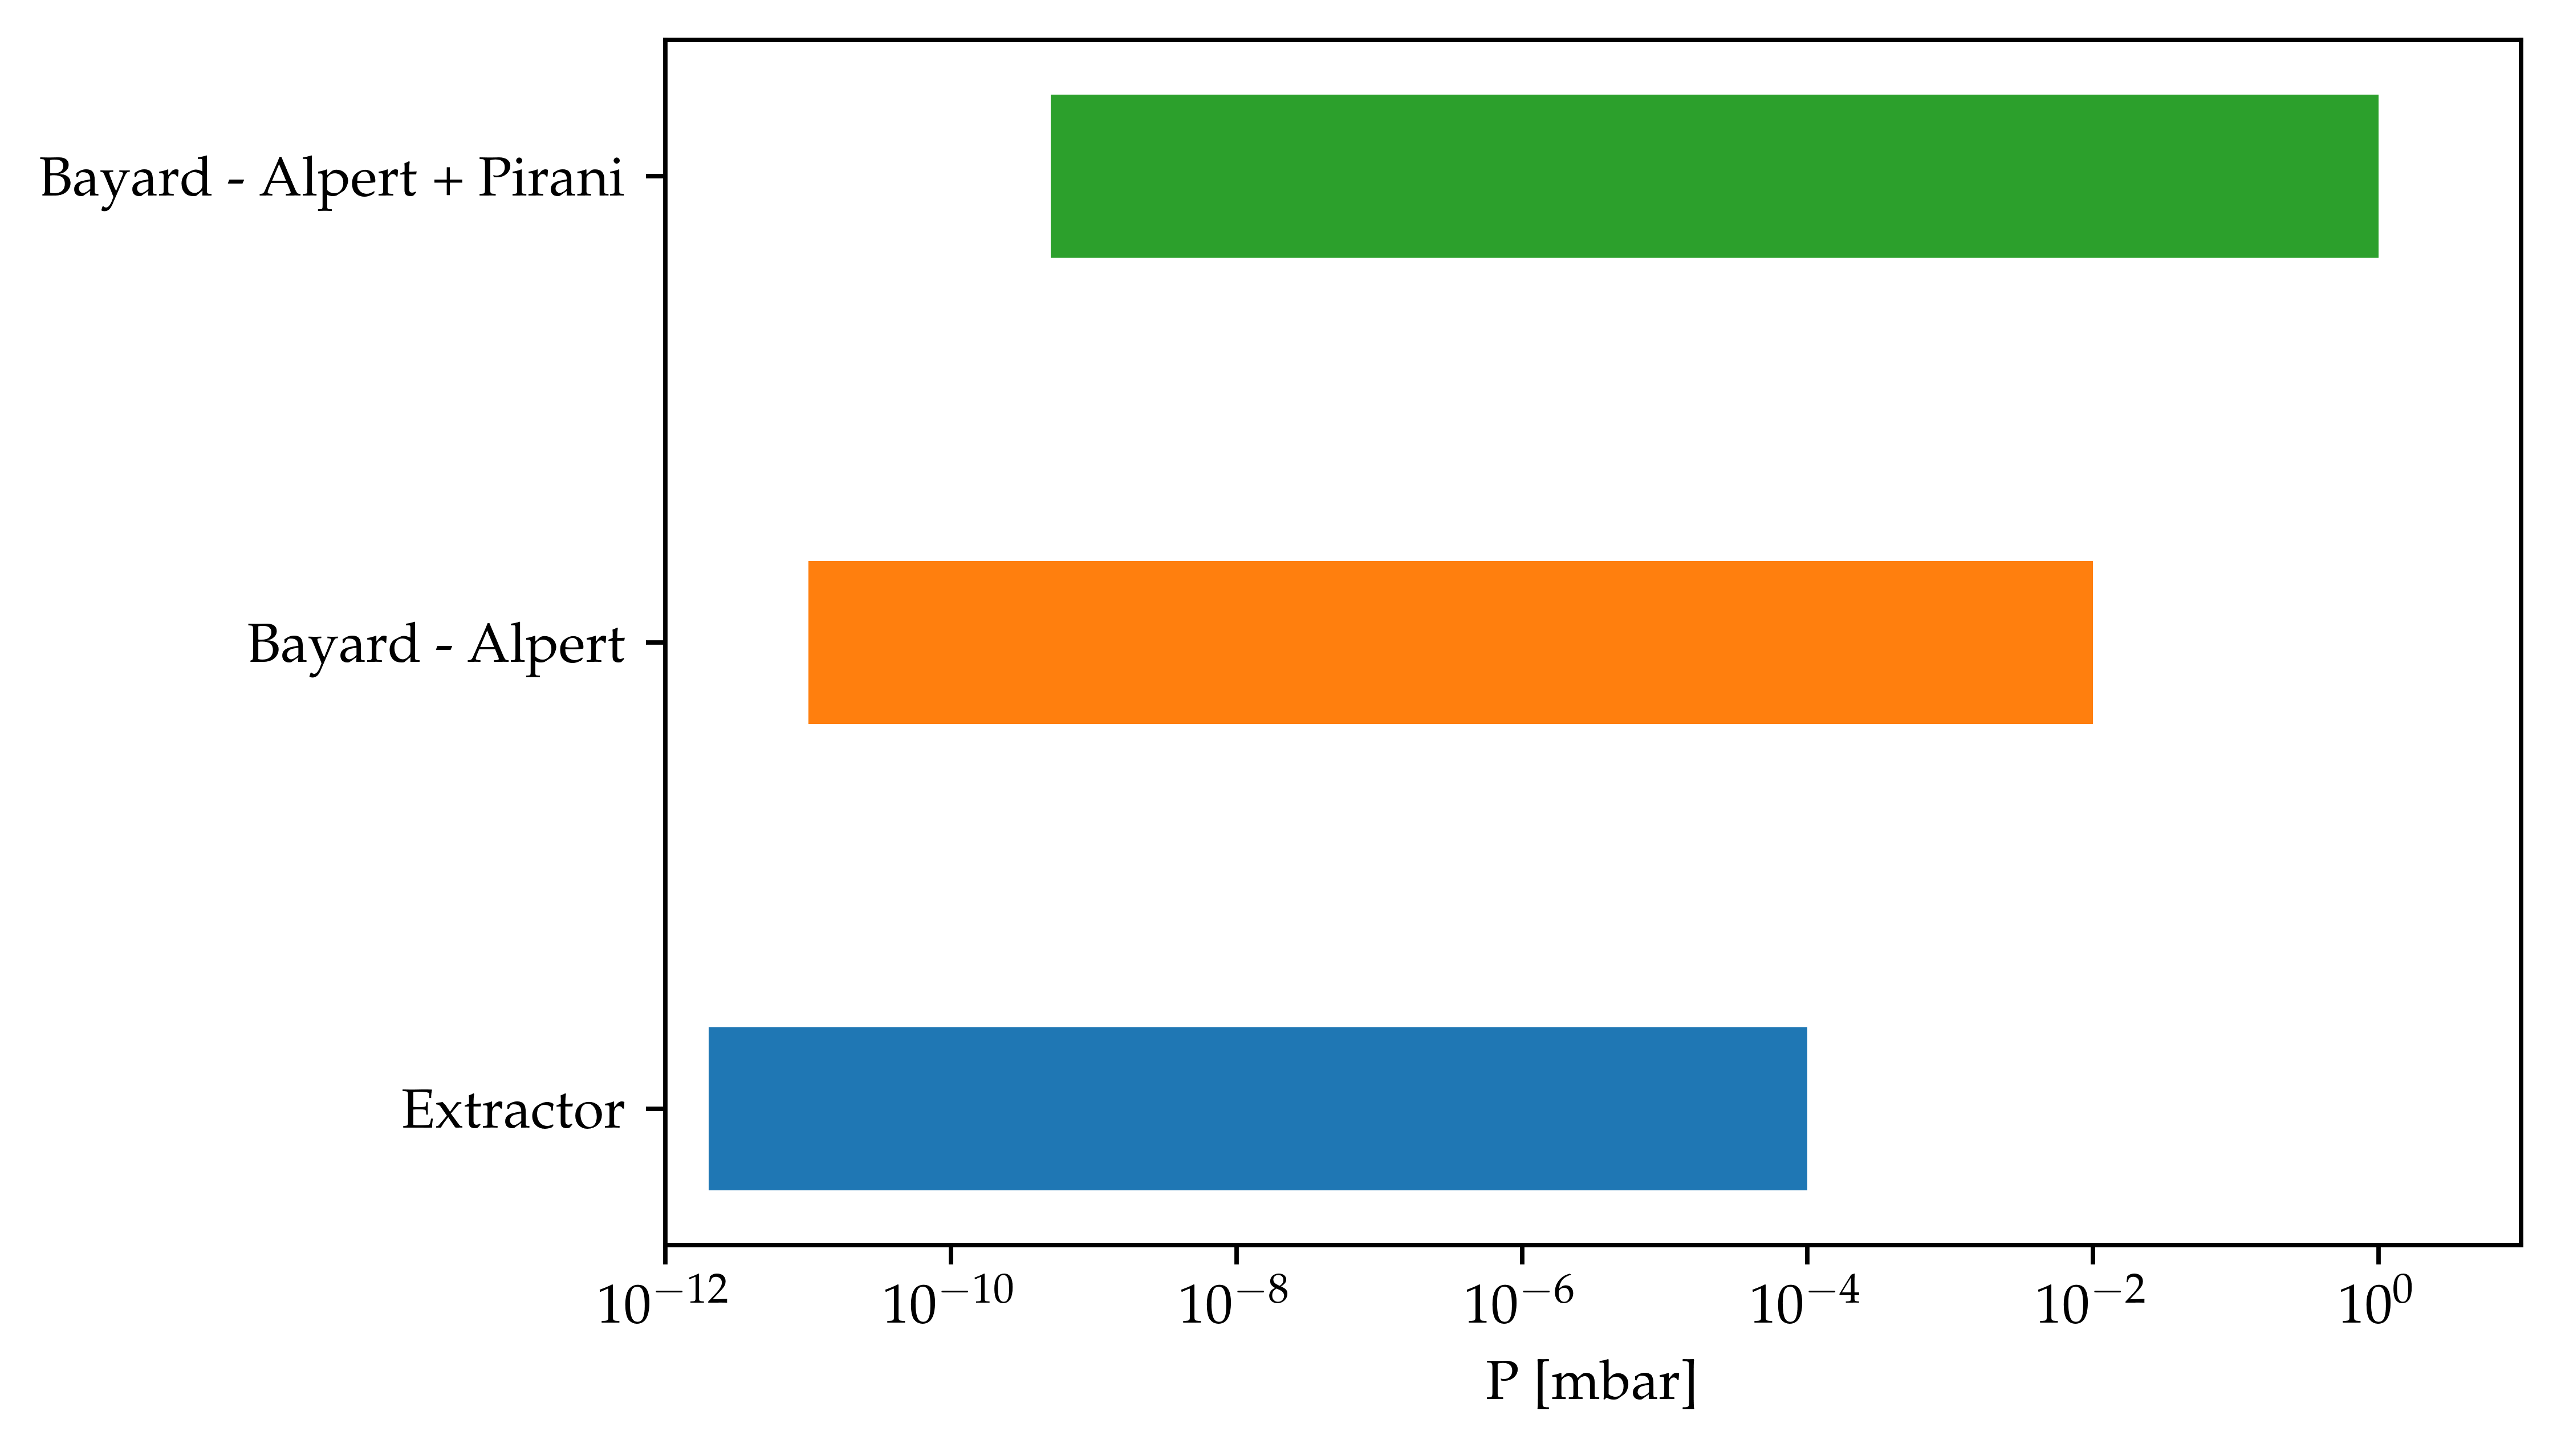 Bayard - Alpert + Pirani
Bayard - Alpert
Extractor
10⁻¹² 10⁻¹⁰ 10⁻⁸ 10⁻⁶ 10⁻⁴ 10⁻² 10⁰
P [mbar]